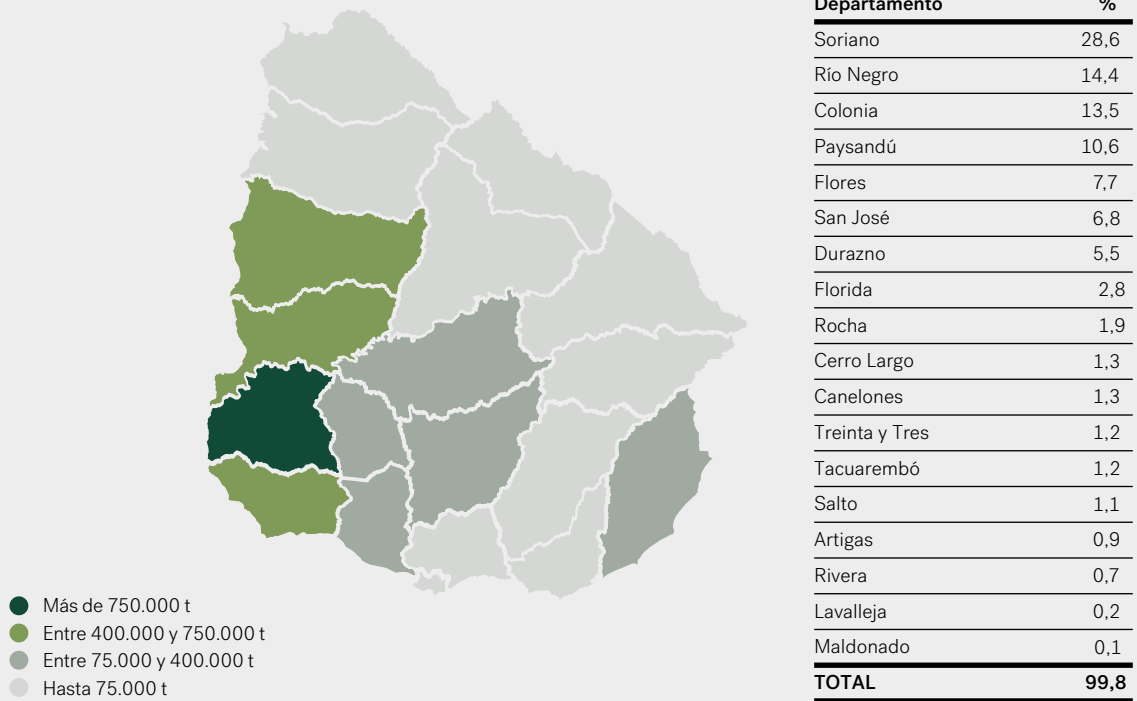 Departamento %
Soriano 28,6
Río Negro 14,4
Colonia 13,5
Paysandú 10,6
Flores 7,7
San José 6,8
Durazno 5,5
Florida 2,8
Rocha 1,9
Cerro Largo 1,3
Canelones 1,3
Treinta y Tres 1,2
Tacuarembó 1,2
Salto 1,1
Artigas 0,9
Rivera 0,7
Lavalleja 0,2
Maldonado 0,1
TOTAL 99,8
Más de 750.000 t
Entre 400.000 y 750.000 t
Entre 75.000 y 400.000 t
Hasta 75.000 t